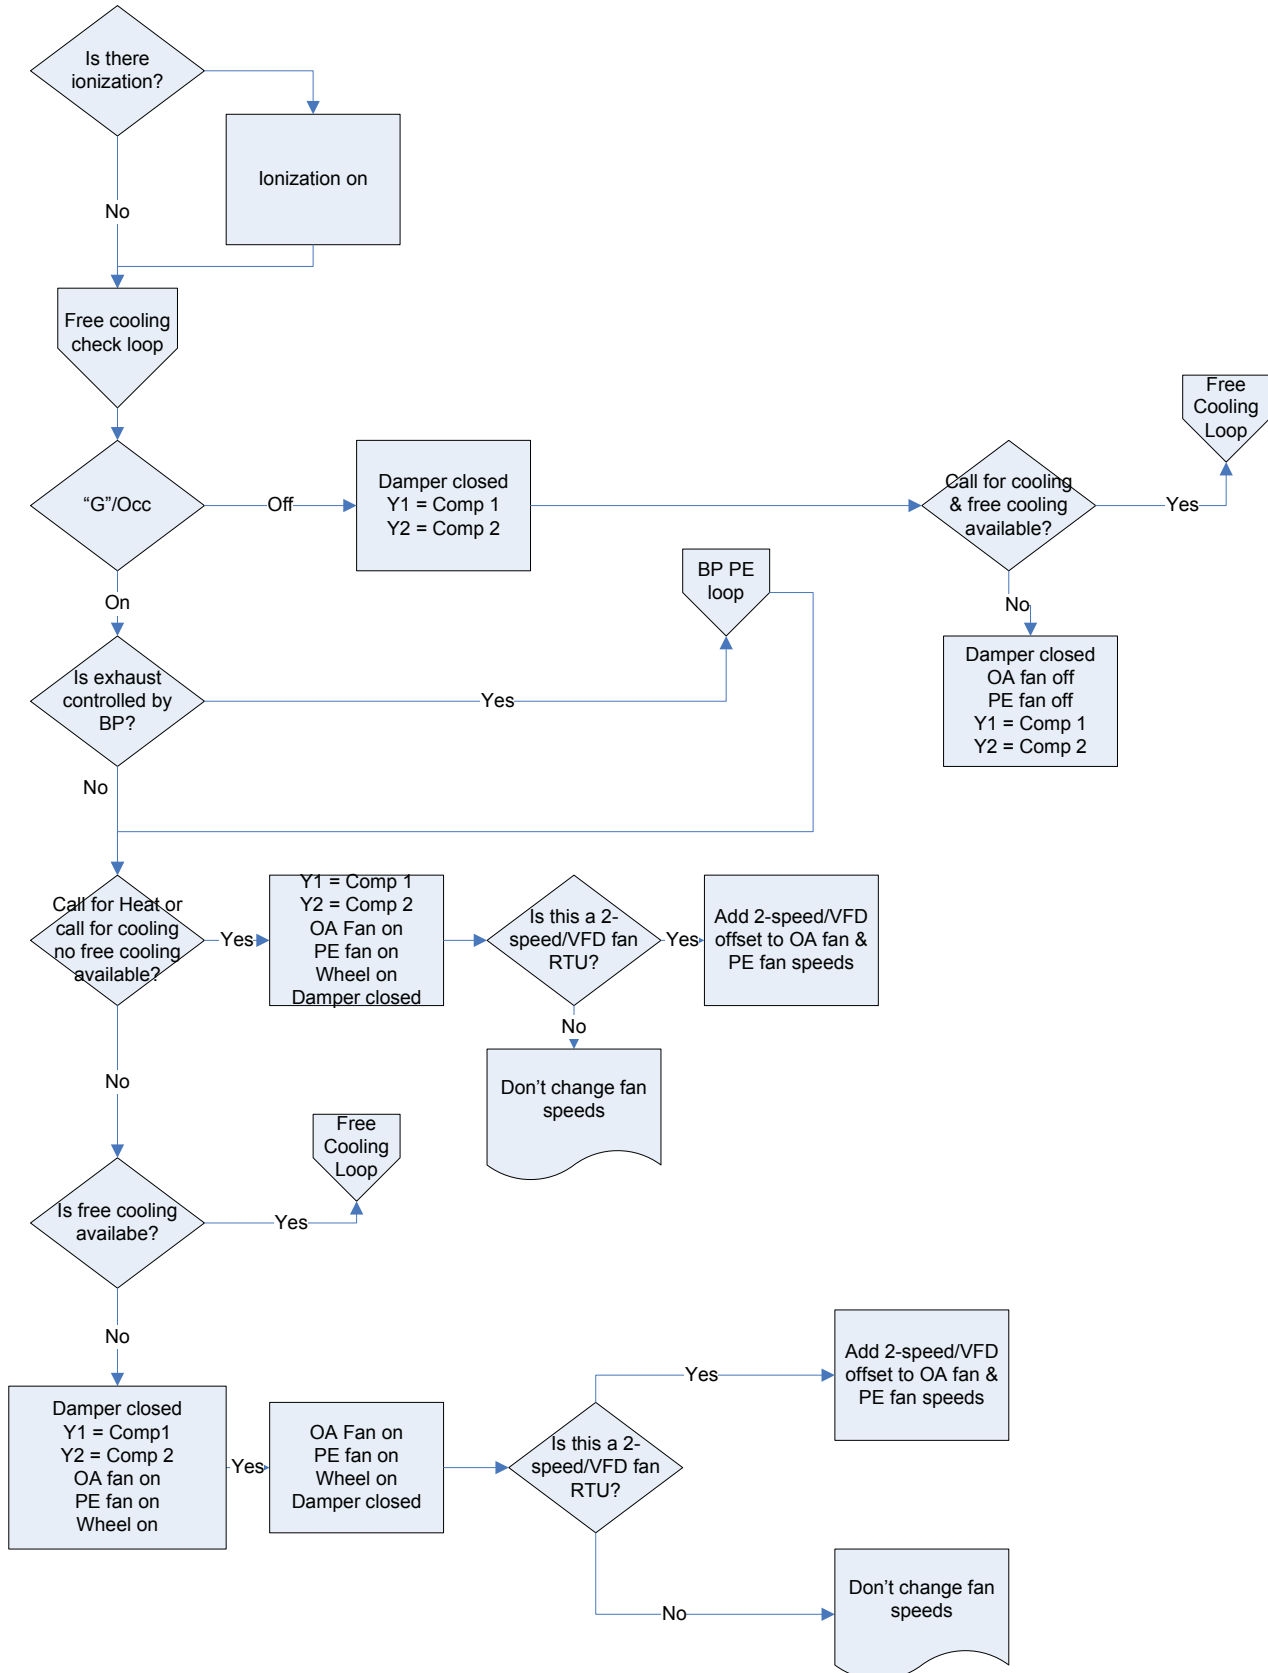 Is there
ionization?
Ionization on
No
Free cooling
check loop
Free
Cooling
Loop
“G”/Occ
Off
Damper closed
Y1 = Comp 1
Y2 = Comp 2
Call for cooling
& free cooling
available?
Yes
On
BP PE
loop
No
Damper closed
OA fan off
PE fan off
Y1 = Comp 1
Y2 = Comp 2
Is exhaust
controlled by
BP?
Yes
No
Call for Heat or
call for cooling
no free cooling
available?
Yes
Y1 = Comp 1
Y2 = Comp 2
OA Fan on
PE fan on
Wheel on
Damper closed
Is this a 2-
speed/VFD fan
RTU?
Yes
Add 2-speed/VFD
offset to OA fan &
PE fan speeds
No
Don’t change fan
speeds
No
Free
Cooling
Loop
Is free cooling
availabe?
Yes
No
Damper closed
Y1 = Comp1
Y2 = Comp 2
OA fan on
PE fan on
Wheel on
Yes
OA Fan on
PE fan on
Wheel on
Damper closed
Is this a 2-
speed/VFD fan
RTU?
Yes
Add 2-speed/VFD
offset to OA fan &
PE fan speeds
No
Don’t change fan
speeds